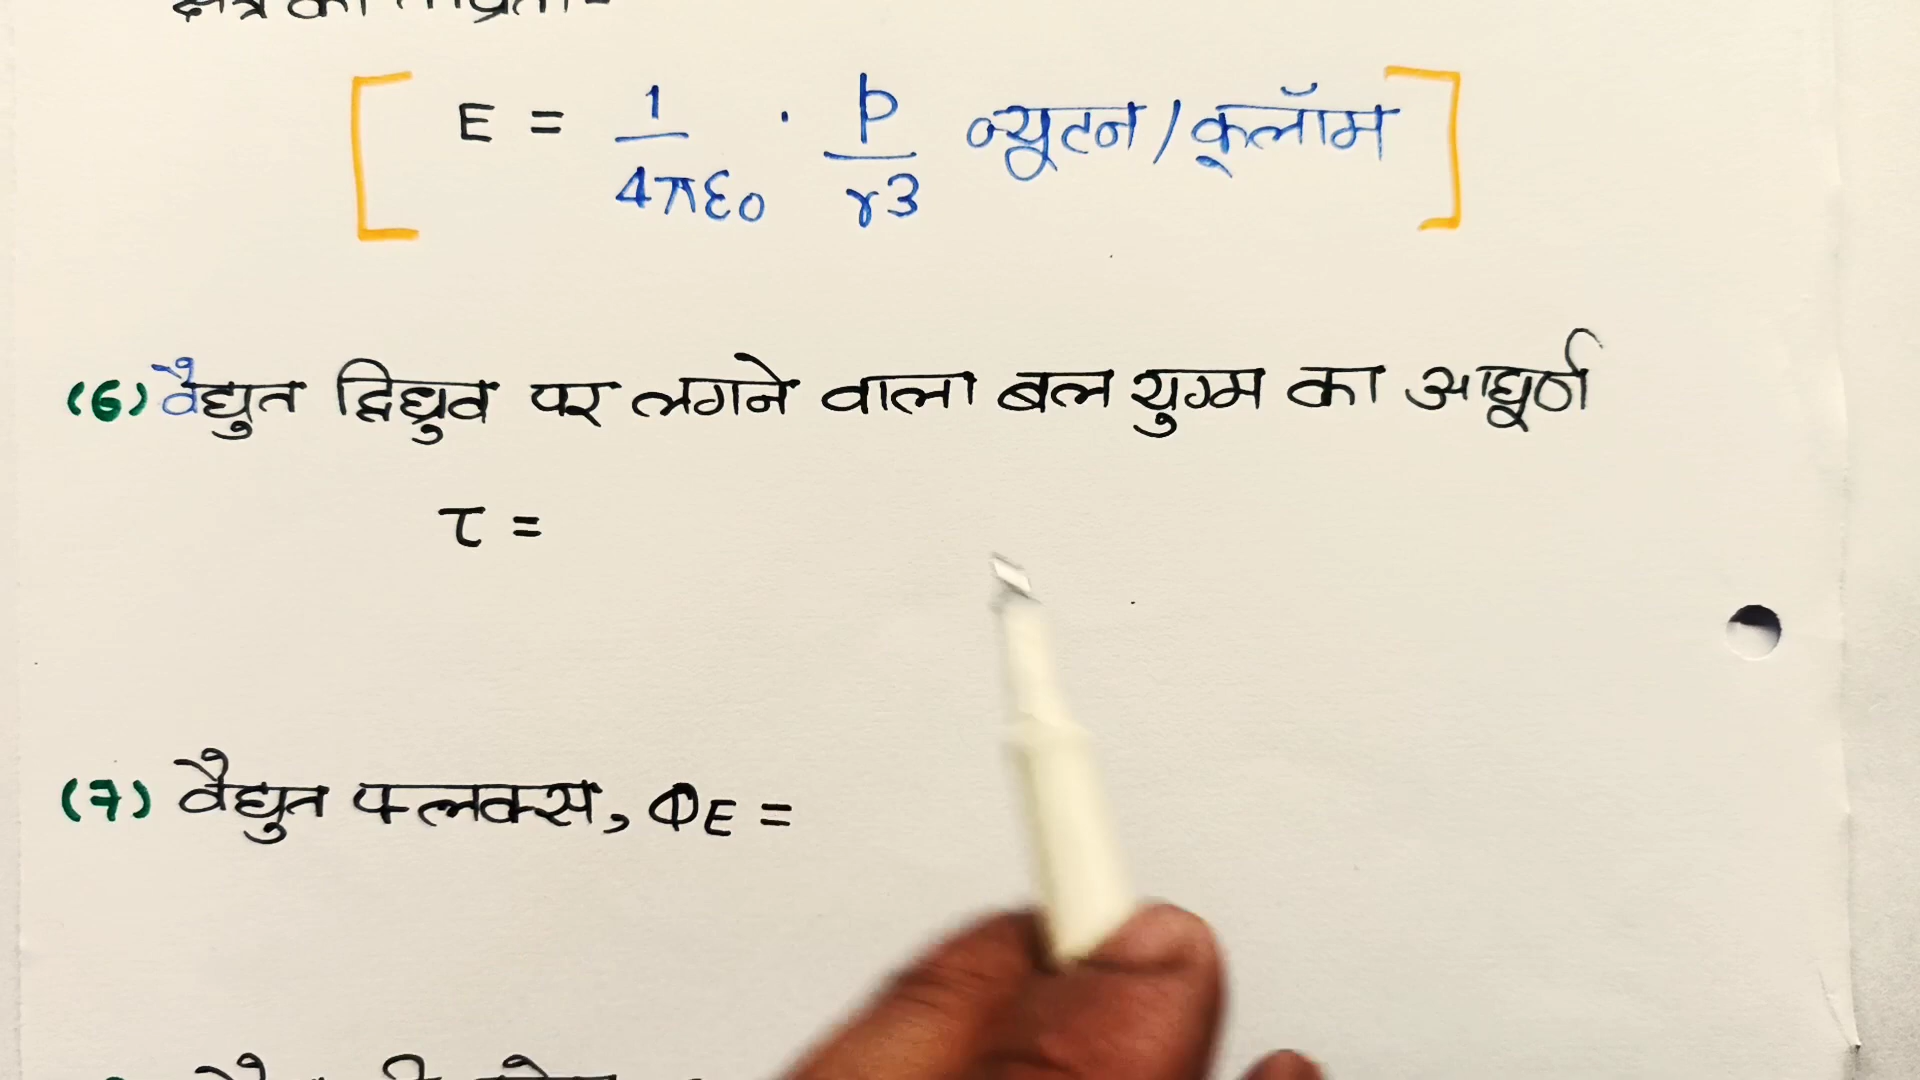 E = 1/4πε0 · p/r3 न्यूटन/कूलॉम
(6) वैद्युत द्विध्रुव पर लगने वाला बल युग्म का आघूर्ण
τ =
(7) वैद्युत फ्लक्स, ΦE =